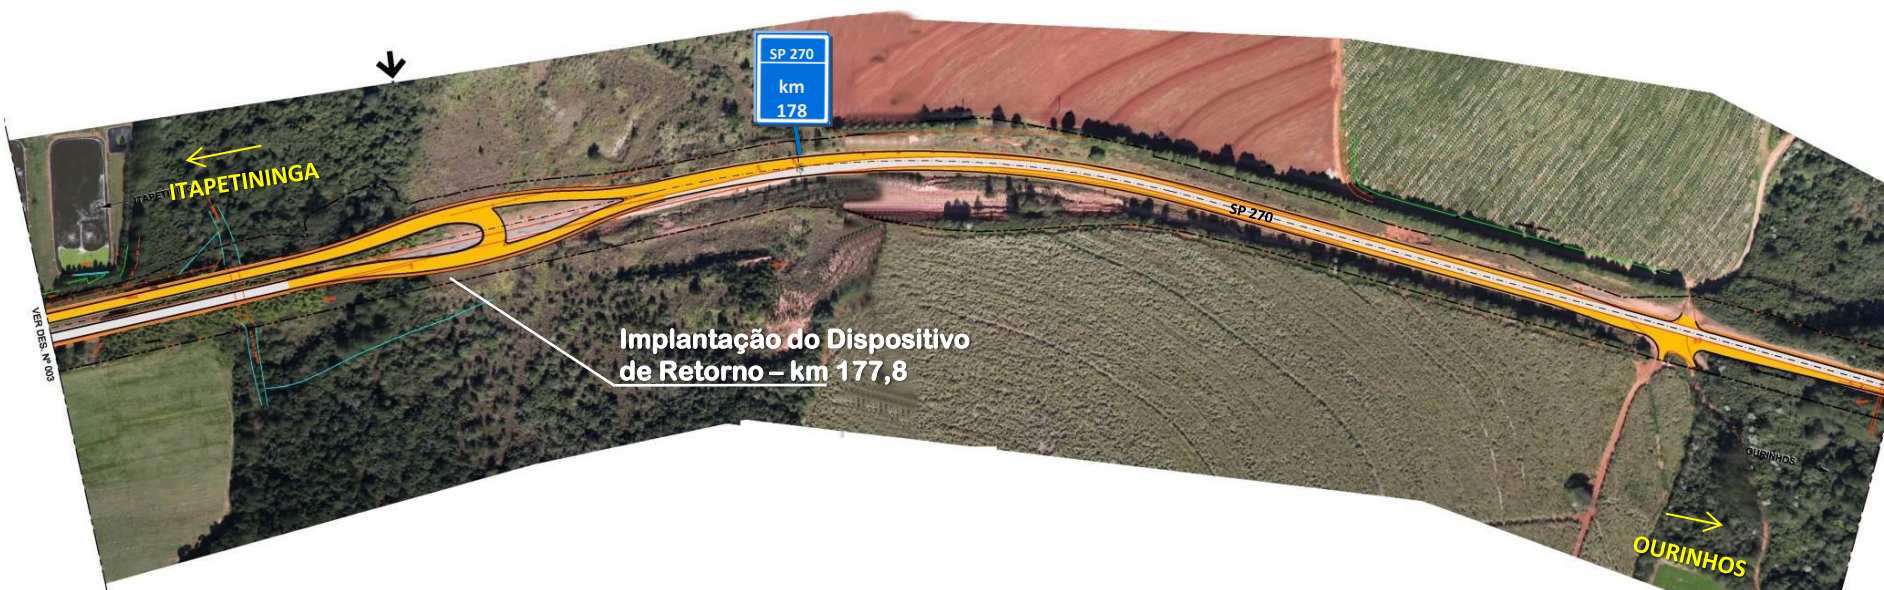 SP 270
km
178
ITAPETININGA
SP 270
VER DES. Nº 003
Implantação do Dispositivo
de Retorno – km 177,8
OURINHOS
OURINHOS